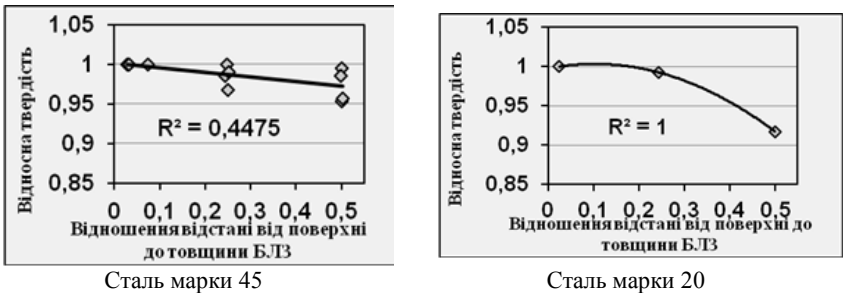 Відносна твердість
1,05
1
0,95
0,9
0,85
R² = 0,4475
0 0,1 0,2 0,3 0,4 0,5
Відношення відстані від поверхні
до товщини БЛЗ
Сталь марки 45
Відносна твердість
1,05
1
0,95
0,9
0,85
R² = 1
0 0,1 0,2 0,3 0,4 0,5
Відношення відстані від поверхні до
товщини БЛЗ
Сталь марки 20